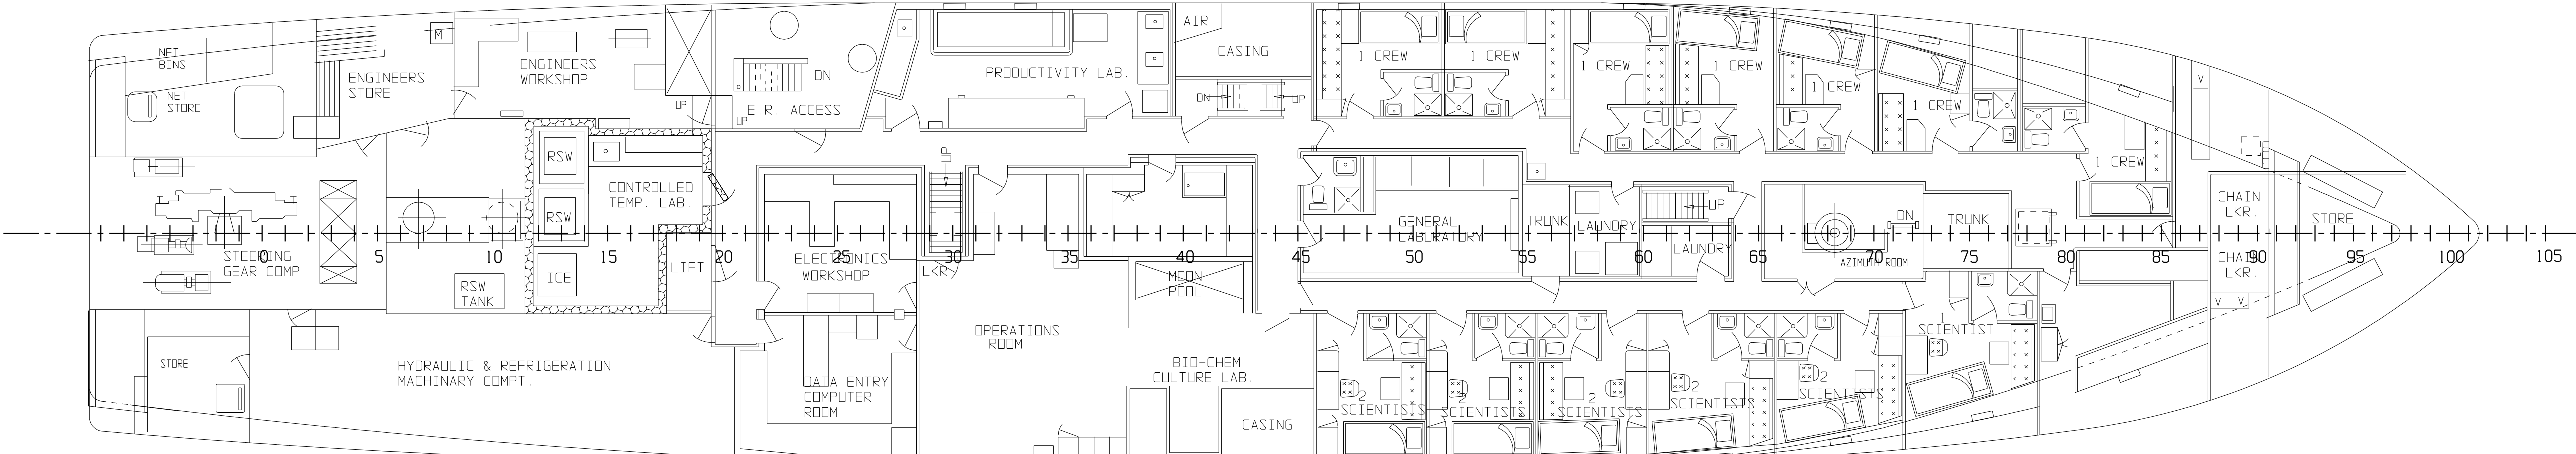 NET
BINS
NET
STORE
ENGINEERS
STORE
M
ENGINEERS
WORKSHOP
UP
UP
DN
E.R. ACCESS
PRODUCTIVITY LAB.
AIR
CASING
DN
UP
1 CREW
1 CREW
1 CREW
1 CREW
1 CREW
1 CREW
1 CREW
V
RSW
RSW
ICE
CONTROLLED
TEMP. LAB.
UP
GENERAL
LABORATORY
TRUNK
LAUNDRY
UP
LAUNDRY
DN
AZIMUTH ROOM
TRUNK
CHAIN
LKR.
STORE
CHAIN
LKR.
V V
0 5 10 15 20 25 30 35 40 45 50 55 60 65 70 75 80 85 90 95 100 105
STEERING
GEAR COMP
RSW
TANK
LIFT
ELECTRONICS
WORKSHOP
LKR.
MOON
POOL
STORE
HYDRAULIC & REFRIGERATION
MACHINARY COMPT.
DATA ENTRY
COMPUTER
ROOM
OPERATIONS
ROOM
BIO-CHEM
CULTURE LAB.
CASING
2
SCIENTISTS
2
SCIENTISTS
2
SCIENTISTS
2
SCIENTISTS
2
SCIENTISTS
1
SCIENTIST